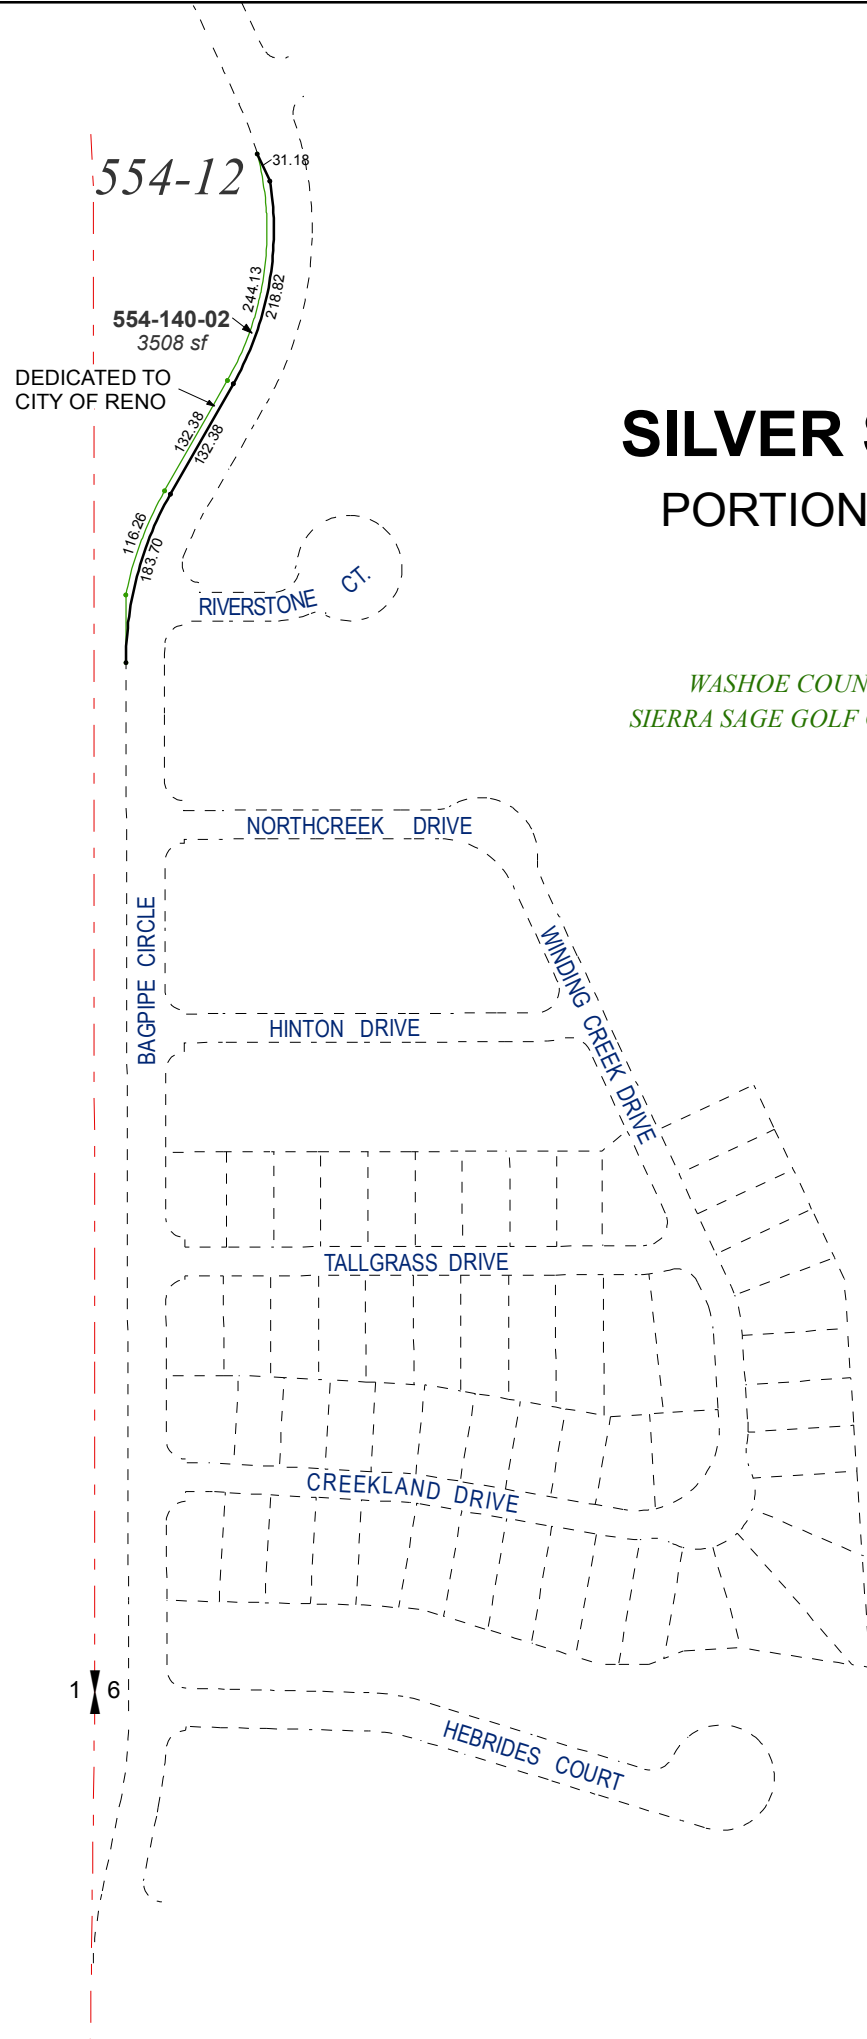 554-12
31.18
244.13
218.82
554-140-02
3508 sf
DEDICATED TO
CITY OF RENO
132.38
132.38
SILVER
PORTION
116.26
183.70
RIVERSTONE CT.
WASHOE COUN
SIERRA SAGE GOLF
NORTHCREEK DRIVE
BAGPIPE CIRCLE
WINDING CREEK DRIVE
HINTON DRIVE
TALLGRASS DRIVE
CREEKLAND DRIVE
1 6
HEBRIDES COURT